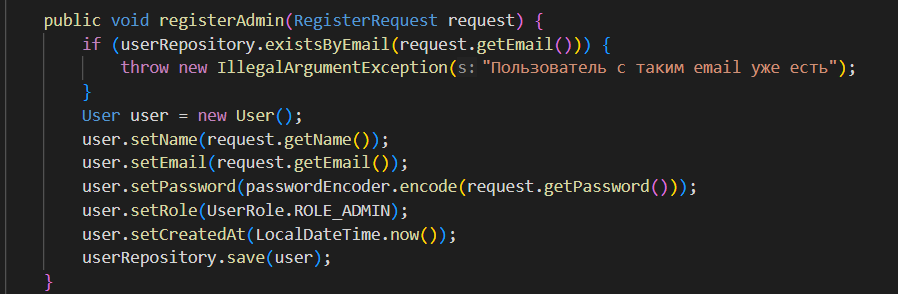 public void registerAdmin(RegisterRequest request) {
if (userRepository.existsByEmail(request.getEmail())) {
throw new IllegalArgumentException(s: "Пользователь с таким email уже есть");
}
User user = new User();
user.setName(request.getName());
user.setEmail(request.getEmail());
user.setPassword(passwordEncoder.encode(request.getPassword()));
user.setRole(UserRole.ROLE_ADMIN);
user.setCreatedAt(LocalDateTime.now());
userRepository.save(user);
}